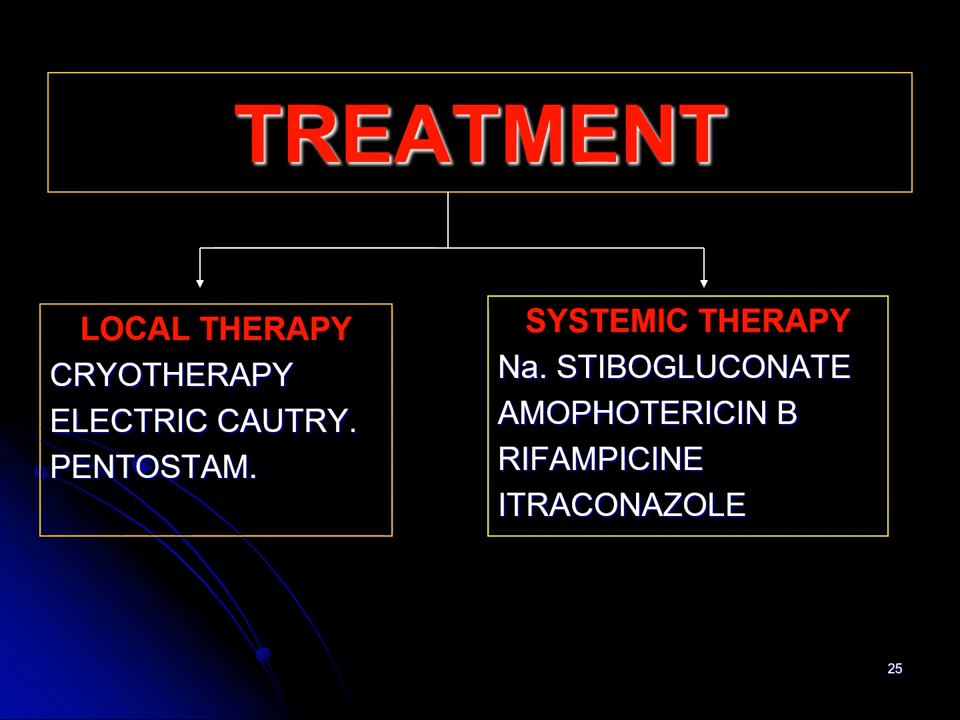 TREATMENT
LOCAL THERAPY
CRYOTHERAPY
ELECTRIC CAUTRY.
PENTOSTAM.
SYSTEMIC THERAPY
Na. STIBOGLUCONATE
AMOPHOTERICIN B
RIFAMPICINE
ITRACONAZOLE
25